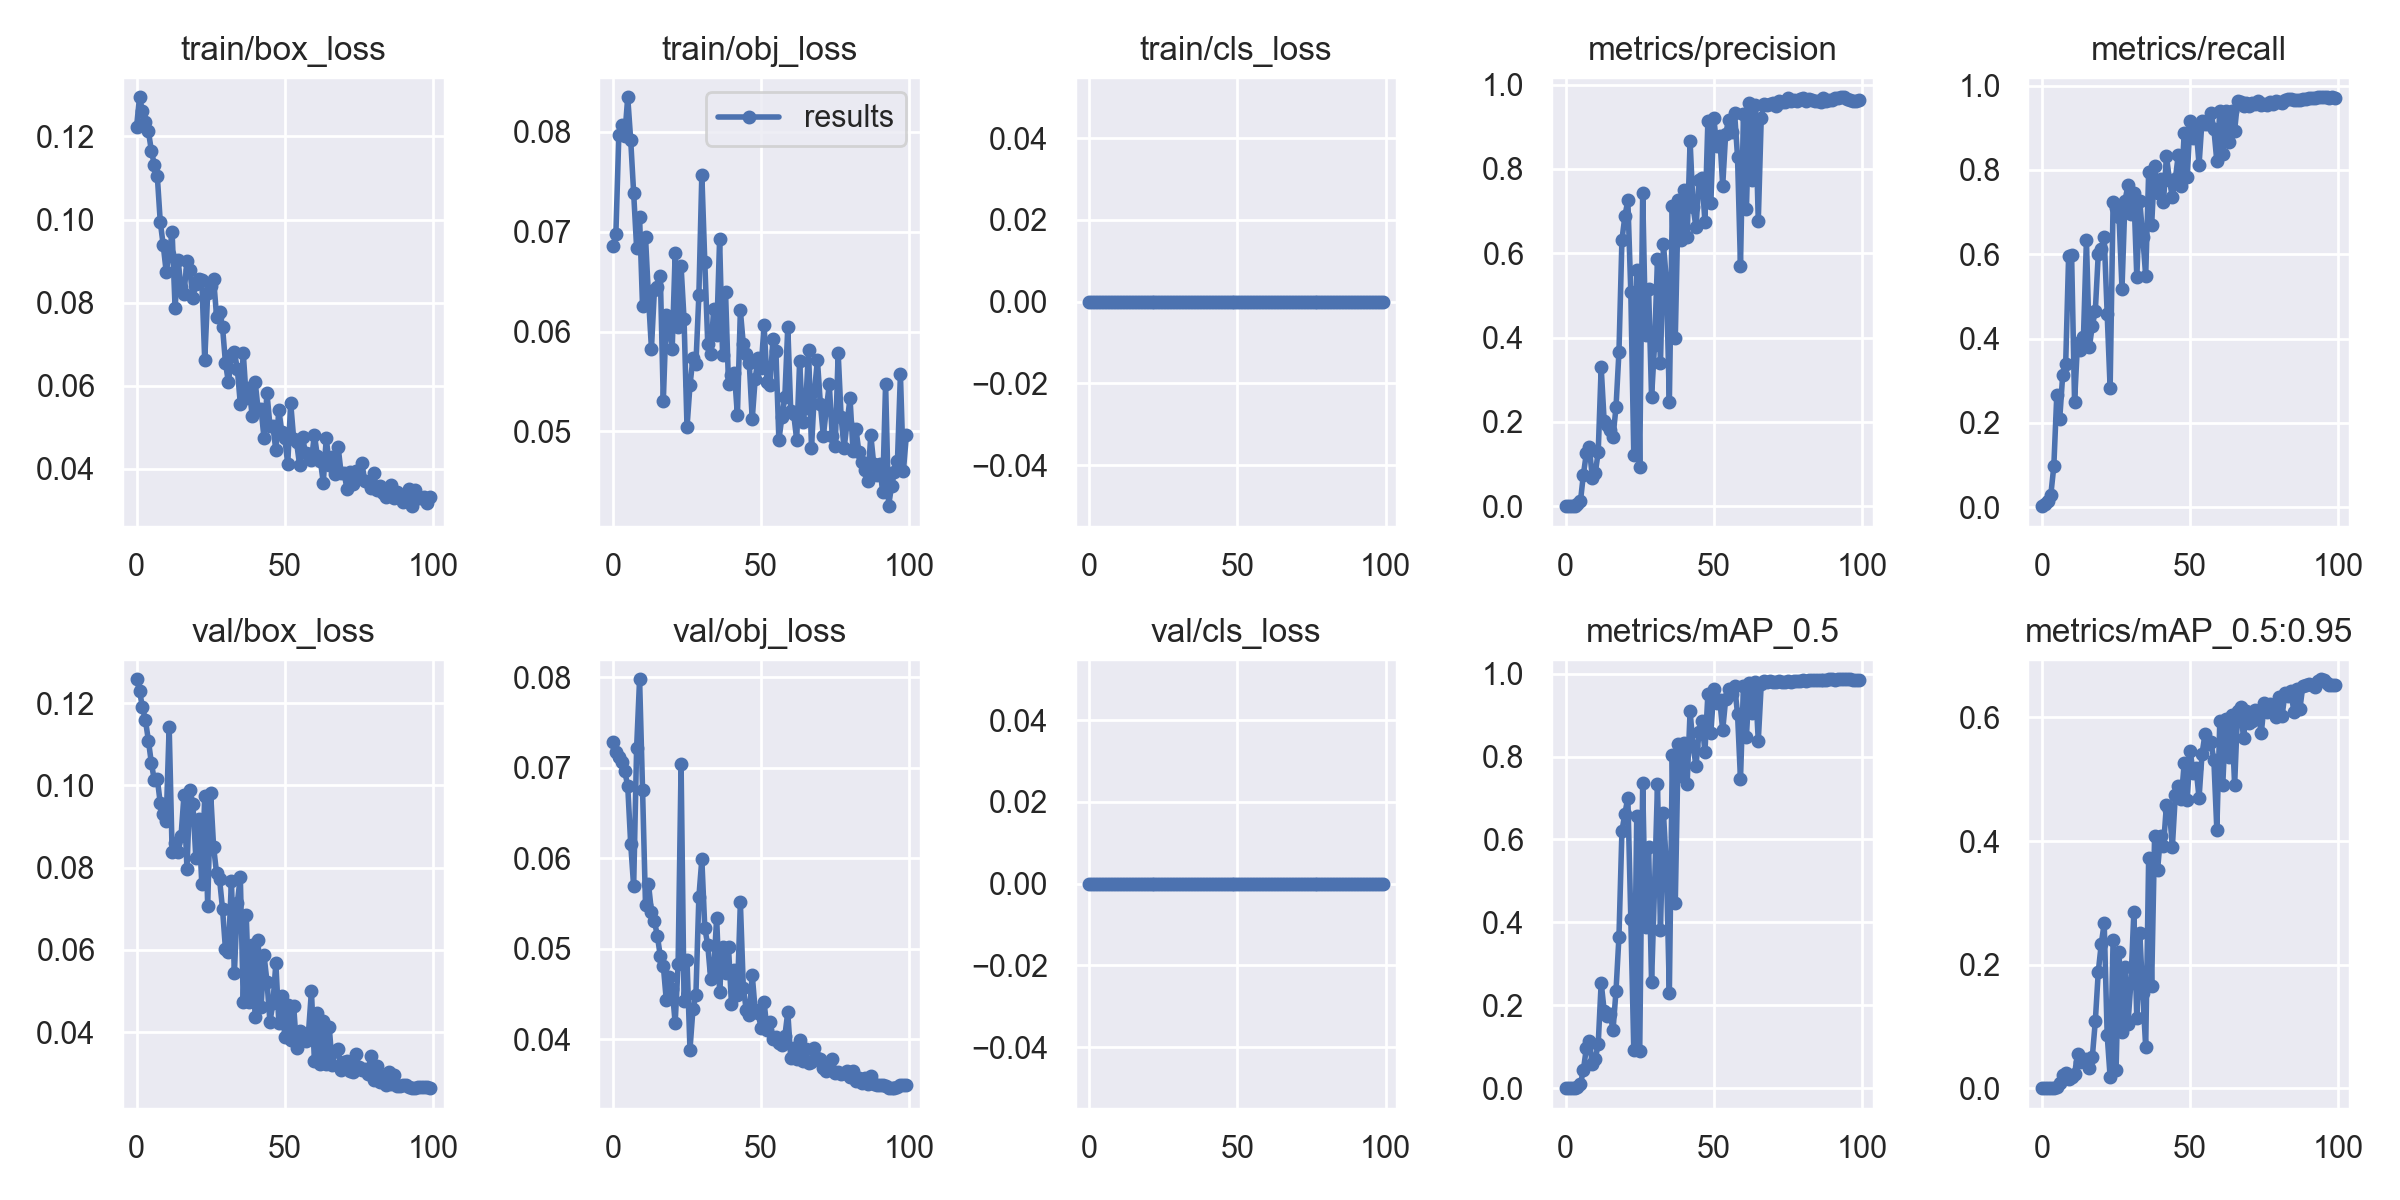 train/box_loss
train/obj_loss
train/cls_loss
metrics/precision
metrics/recall
0.12
0.10
0.08
0.06
0.04
0 50 100
results
0.08
0.07
0.06
0.05
0 50 100
0.04
0.02
0.00
−0.02
−0.04
0 50 100
1.0
0.8
0.6
0.4
0.2
0.0
0 50 100
1.0
0.8
0.6
0.4
0.2
0.0
0 50 100
val/box_loss
val/obj_loss
val/cls_loss
metrics/mAP_0.5
metrics/mAP_0.5:0.95
0.12
0.10
0.08
0.06
0.04
0 50 100
0.08
0.07
0.06
0.05
0.04
0 50 100
0.04
0.02
0.00
−0.02
−0.04
0 50 100
1.0
0.8
0.6
0.4
0.2
0.0
0 50 100
0.6
0.4
0.2
0.0
0 50 100